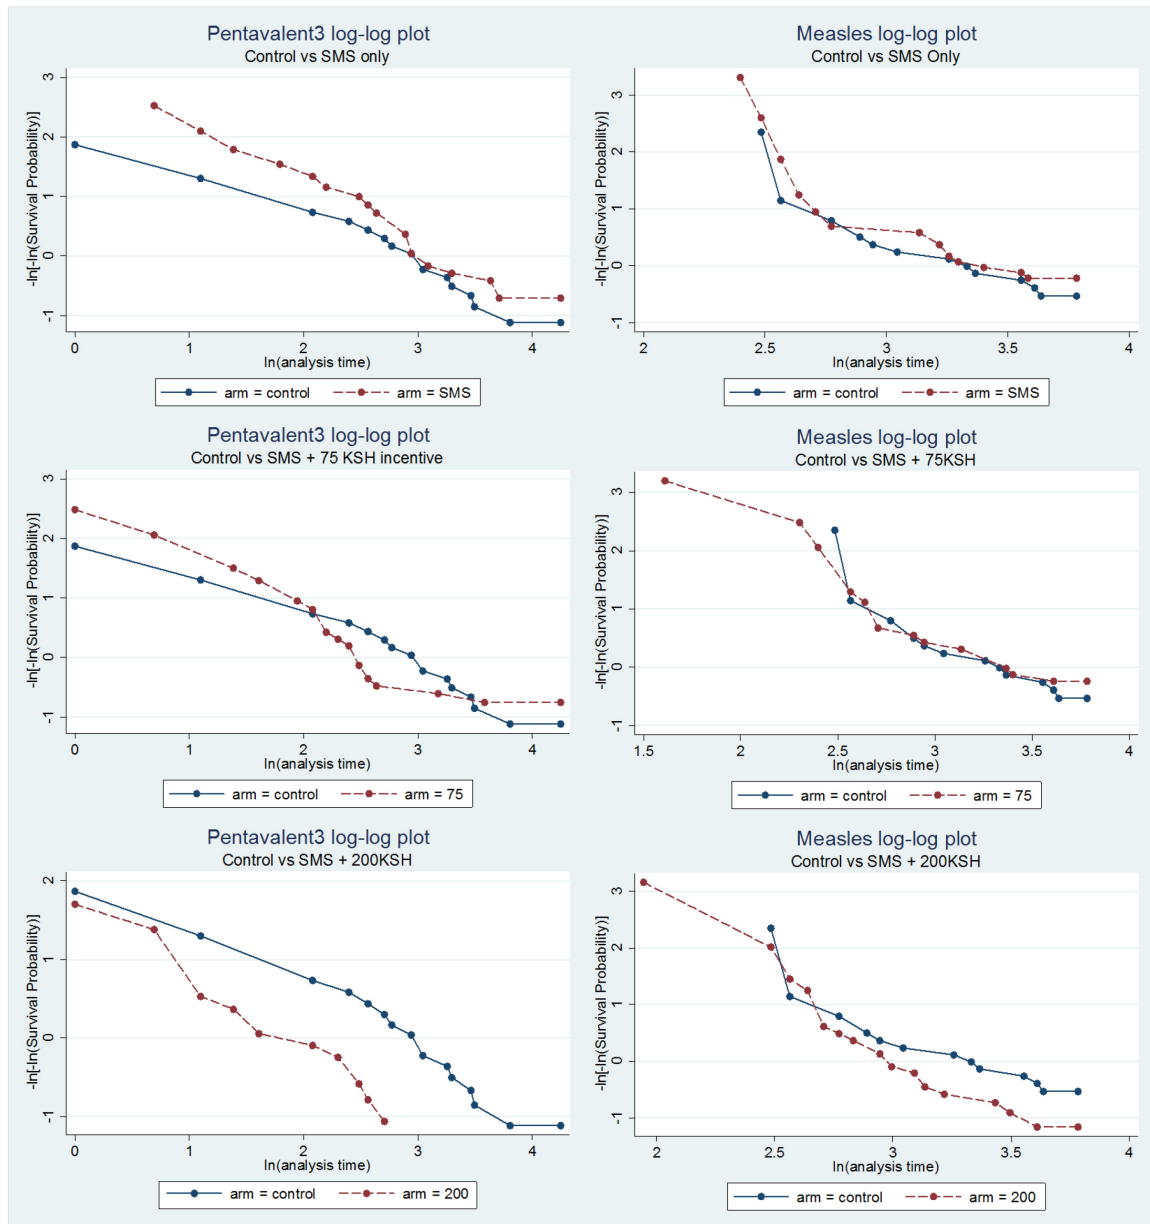 Pentavalent3 log-log plot
Control vs SMS only
-ln[-ln(Survival Probability)]
3
2
1
0
-1
0 1 2 3 4
ln(analysis time)
arm = control arm = SMS
Measles log-log plot
Control vs SMS Only
-ln[-ln(Survival Probability)]
3
2
1
0
-1
2 2.5 3 3.5 4
ln(analysis time)
arm = control arm = SMS
Pentavalent3 log-log plot
Control vs SMS + 75 KSH incentive
-ln[-ln(Survival Probability)]
3
2
1
0
-1
0 1 2 3 4
ln(analysis time)
arm = control arm = 75
Measles log-log plot
Control vs SMS + 75KSH
-ln[-ln(Survival Probability)]
3
2
1
0
-1
1.5 2 2.5 3 3.5 4
ln(analysis time)
arm = control arm = 75
Pentavalent3 log-log plot
Control vs SMS + 200KSH
-ln[-ln(Survival Probability)]
2
1
0
-1
0 1 2 3 4
ln(analysis time)
arm = control arm = 200
Measles log-log plot
Control vs SMS + 200KSH
-ln[-ln(Survival Probability)]
3
2
1
0
-1
2 2.5 3 3.5 4
ln(analysis time)
arm = control arm = 200